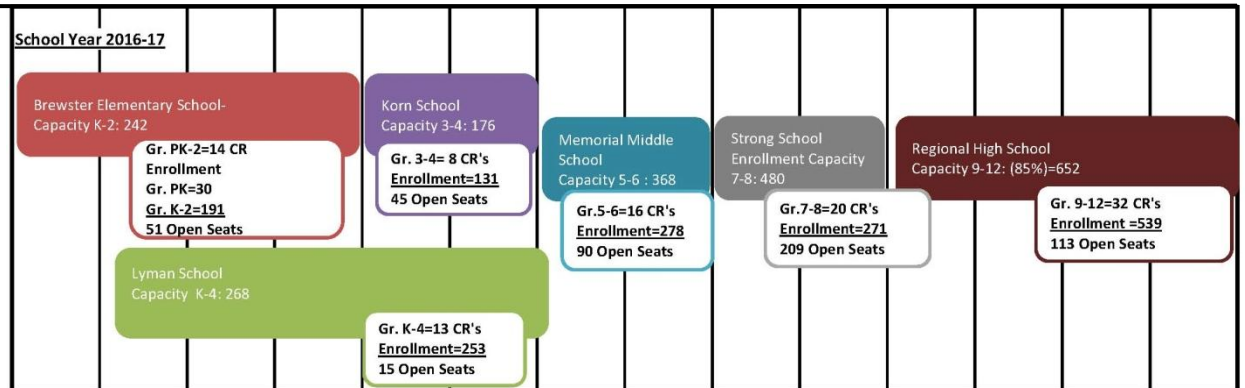 School Year 2016-17
Brewster Elementary School-
Capacity K-2: 242
Gr. PK-2=14 CR
Enrollment
Gr. PK=30
Gr. K-2=191
51 Open Seats
Korn School
Capacity 3-4: 176
Gr. 3-4= 8 CR's
Enrollment=131
45 Open Seats
Memorial Middle
School
Capacity 5-6 : 368
Gr.5-6=16 CR's
Enrollment=278
90 Open Seats
Strong School
Enrollment Capacity
7-8: 480
Gr.7-8=20 CR's
Enrollment=271
209 Open Seats
Regional High School
Capacity 9-12: (85%)=652
Gr. 9-12=32 CR's
Enrollment =539
113 Open Seats
Lyman School
Capacity K-4: 268
Gr. K-4=13 CR's
Enrollment=253
15 Open Seats